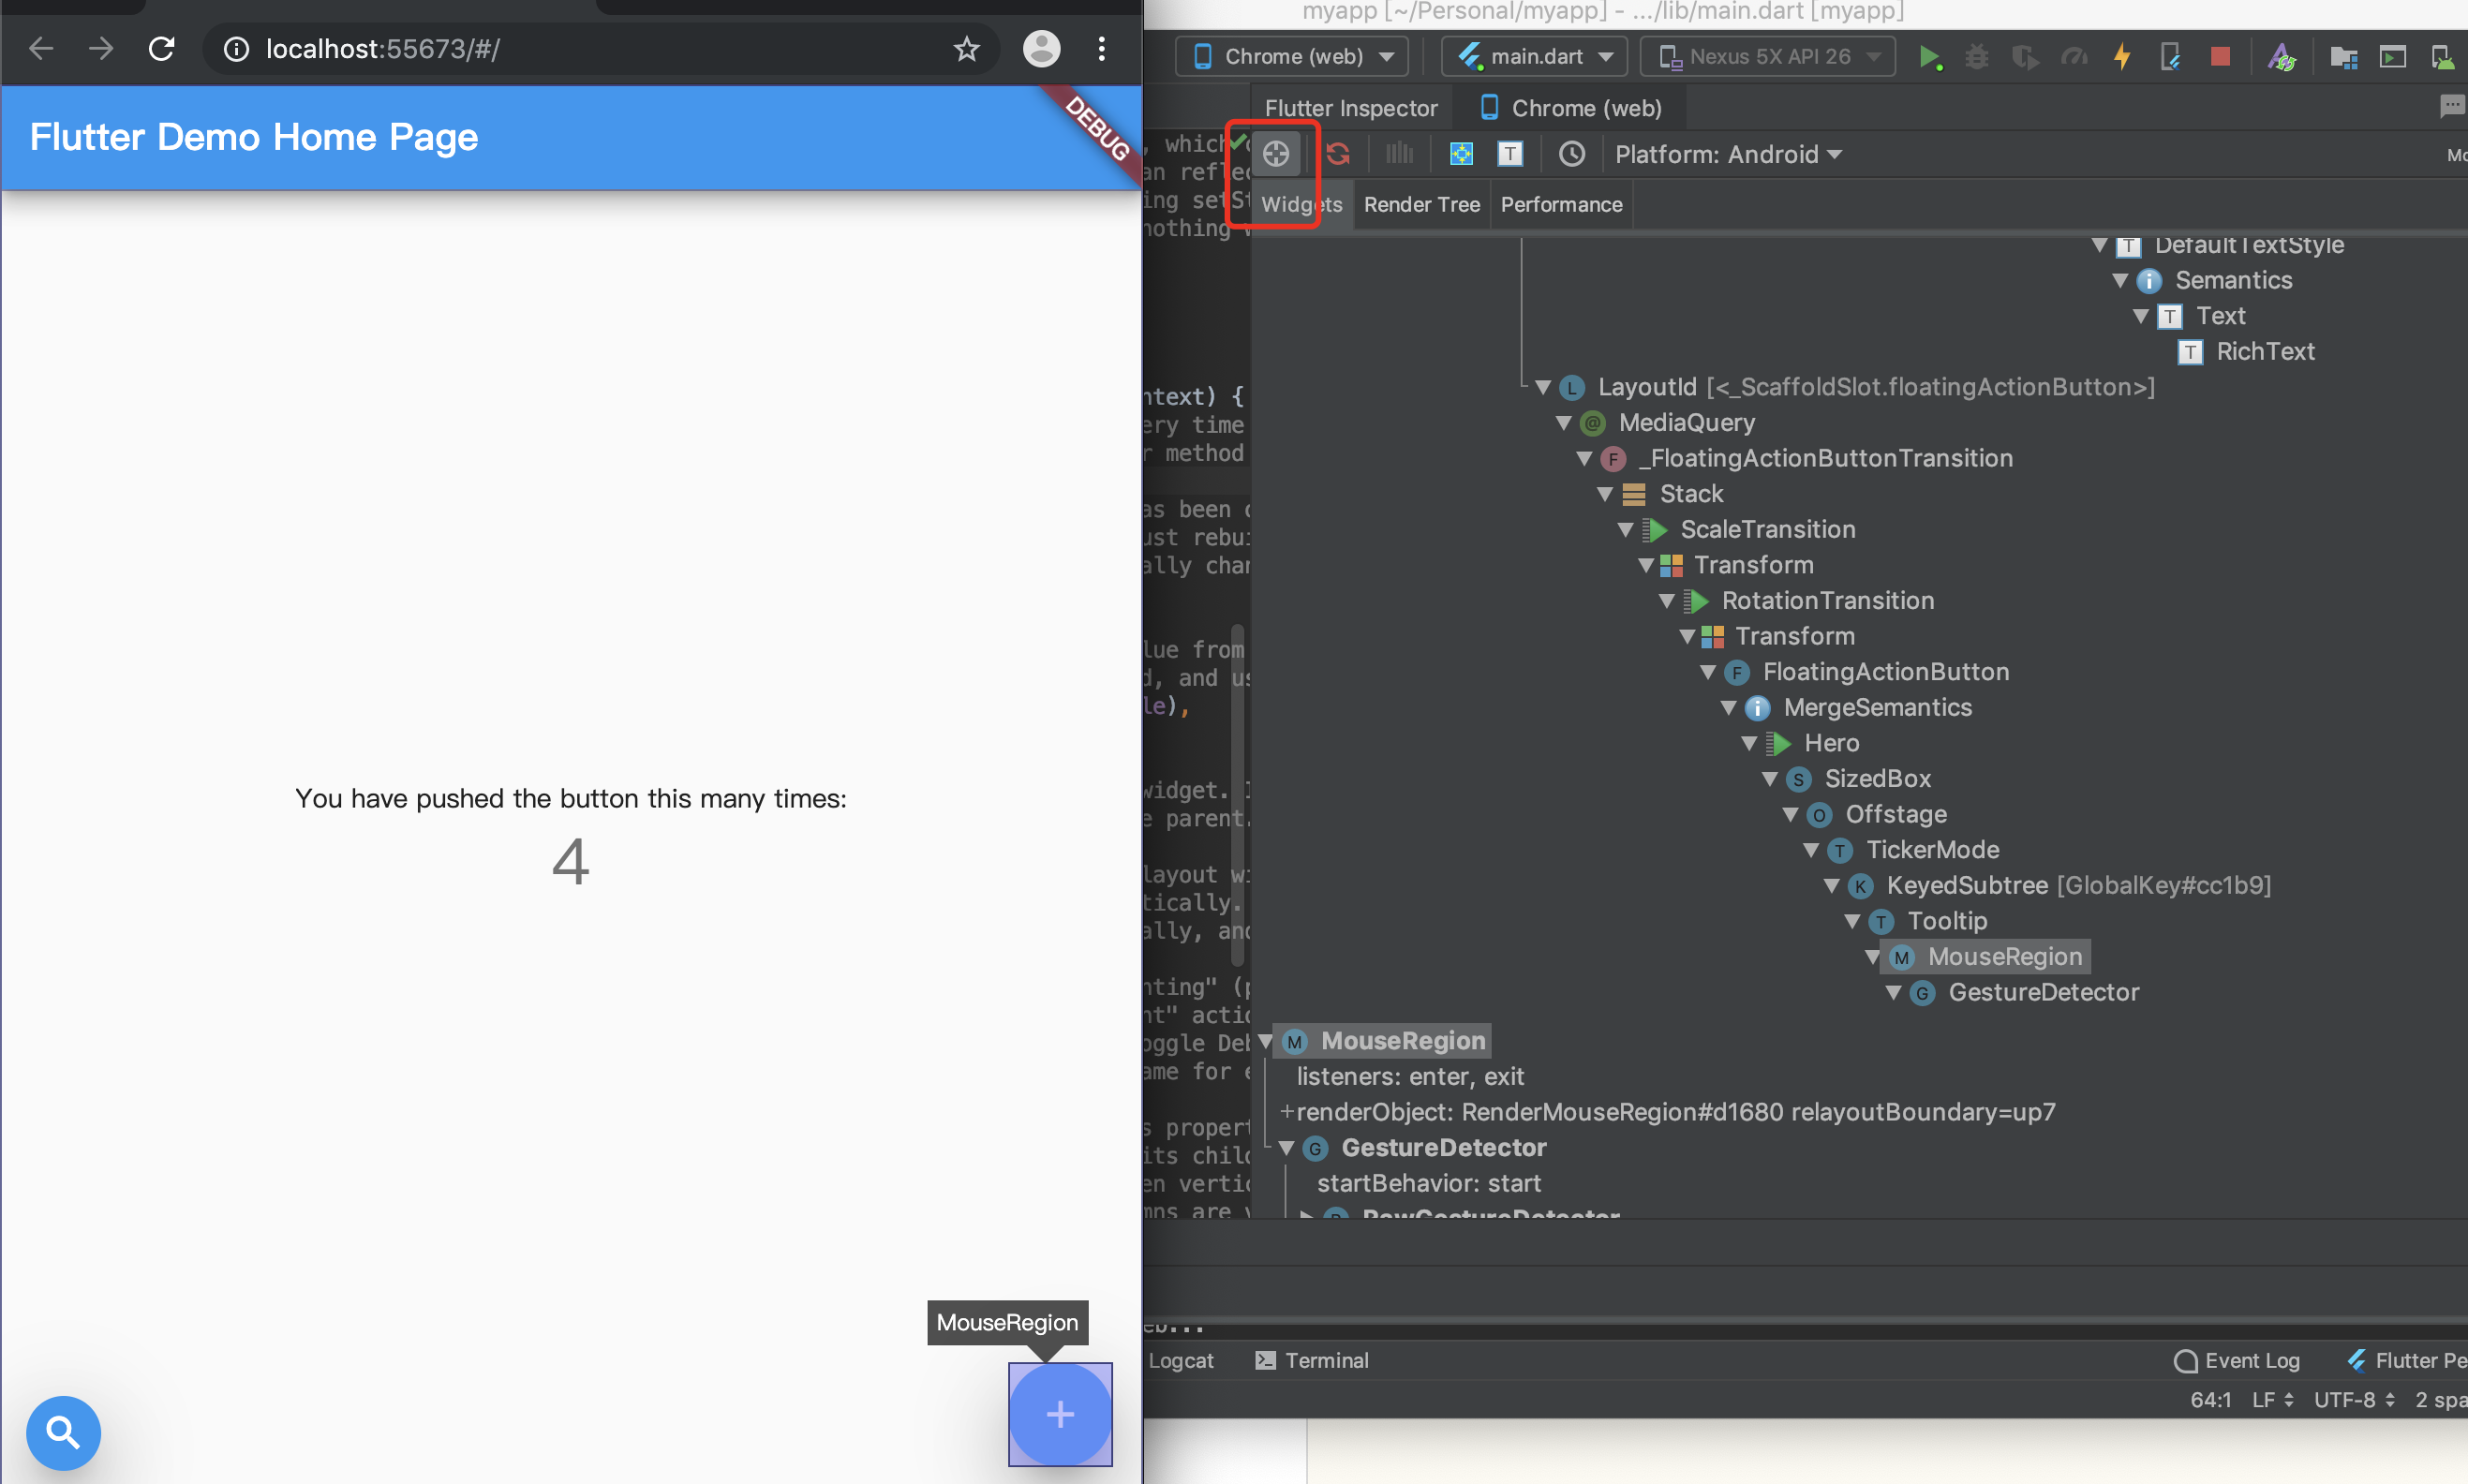 localhost:55673/#/
Flutter Demo Home Page
DEBUG
You have pushed the button this many times:
4
MouseRegion
+
myapp [~/Personal/myapp] - .../lib/main.dart [myapp]
Chrome (web)
main.dart
Nexus 5X API 26
Flutter Inspector
Chrome (web)
Platform: Android
Mo
Widgets
Render Tree
Performance
, which
an refle
ing setSt
nothing
ntext) {
ery time
r method
as been
ust rebui
ally char
lue from
d, and us
le),
widget. I
e parent.
layout wi
tically.
ally, and
nting" (p
nt" actio
oggle Deb
ame for e
s propert
its child
en vertic
mns are v
T DefaultTextStyle
i Semantics
T Text
T RichText
L LayoutId [<_ScaffoldSlot.floatingActionButton>]
@ MediaQuery
F _FloatingActionButtonTransition
Stack
ScaleTransition
Transform
RotationTransition
Transform
F FloatingActionButton
i MergeSemantics
Hero
S SizedBox
O Offstage
T TickerMode
K KeyedSubtree [GlobalKey#cc1b9]
T Tooltip
M MouseRegion
G GestureDetector
M MouseRegion
listeners: enter, exit
+renderObject: RenderMouseRegion#d1680 relayoutBoundary=up7
G GestureDetector
startBehavior: start
R RawGestureDetector
eb...
Logcat
Terminal
Event Log
Flutter Pe
64:1 LF UTF-8 2 spa